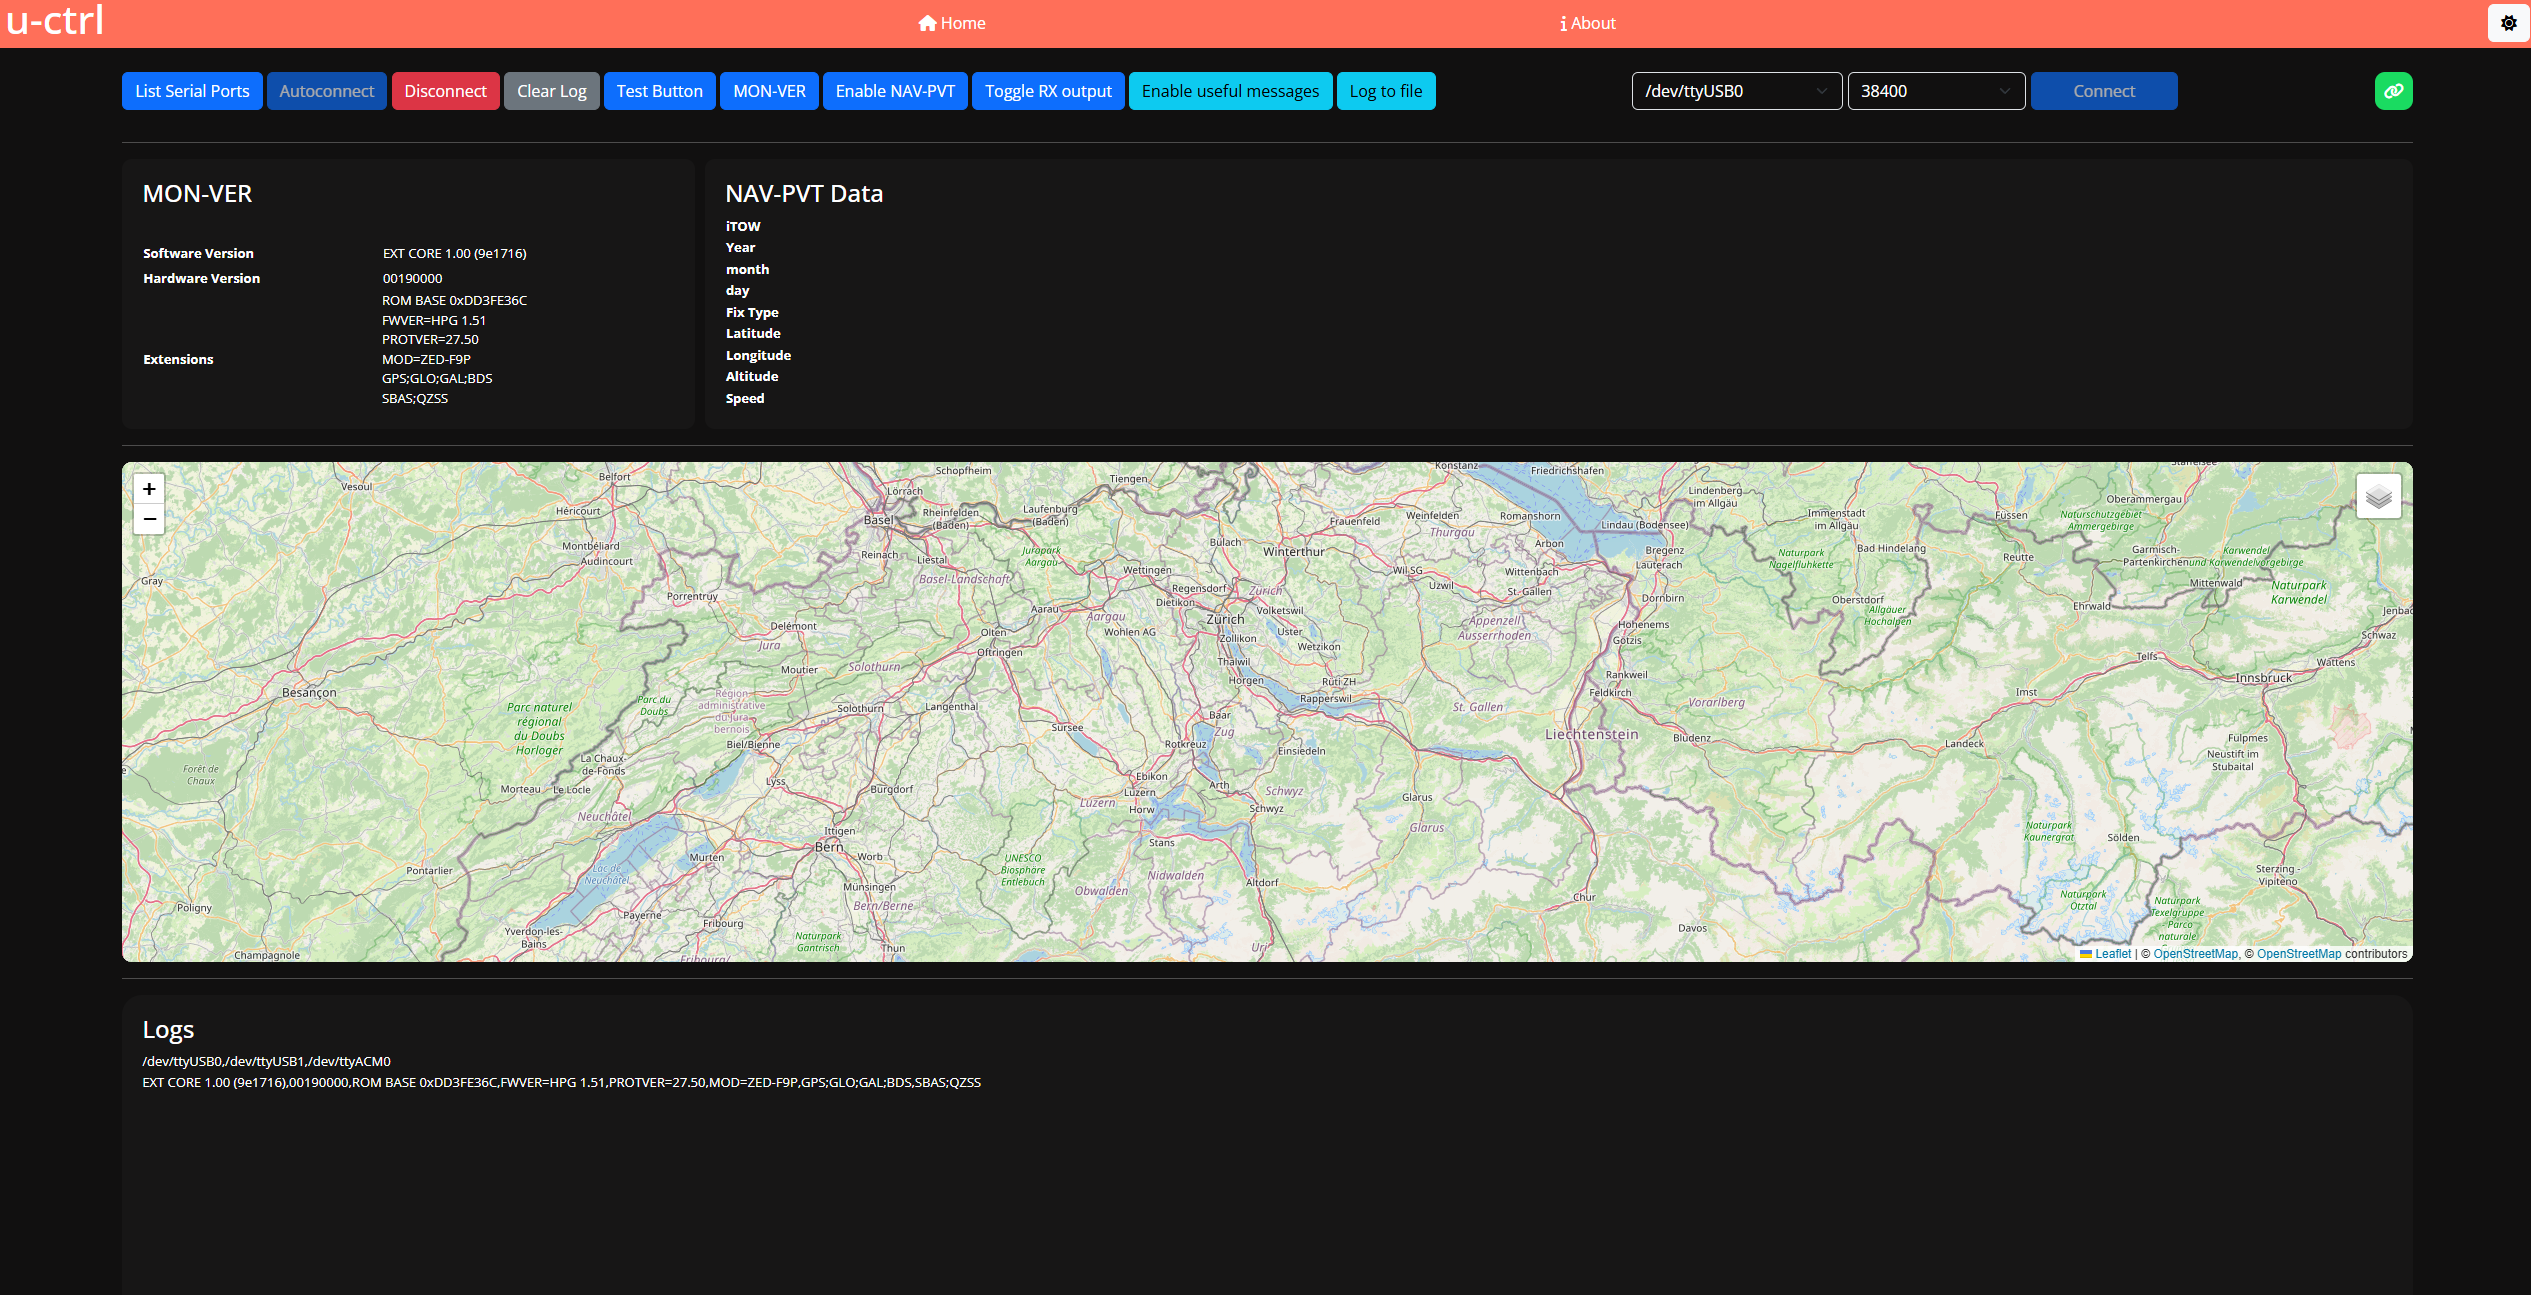 u-ctrl
Home
About
List Serial Ports
Autoconnect
Disconnect
Clear Log
Test Button
MON-VER
Enable NAV-PVT
Toggle RX output
Enable useful messages
Log to file
/dev/ttyUSB0
38400
Connect
MON-VER
Software Version EXT CORE 1.00 (9e1716)
Hardware Version 00190000
ROM BASE 0xDD3FE36C
FWVER=HPG 1.51
PROTVER=27.50
Extensions MOD=ZED-F9P
GPS;GLO;GAL;BDS
SBAS;QZSS
NAV-PVT Data
iTOW
Year
month
day
Fix Type
Latitude
Longitude
Altitude
Speed
+
−
Vesoul
Belfort
Héricourt
Montbéliard
Audincourt
Gray
Porrentruy
Delémont
Jura
Moutier
Besançon
Parc naturel
régional
du Doubs
Horloger
Parc du
Doubs
Région
administrative
du Jura
bernois
Biel/Bienne
La Chaux-
de-Fonds
Forêt de
Chaux
Morteau
Le Locle
Neuchâtel
Lyss
Burgdorf
Ittigen
Bern
Worb
Murten
Lac de
Neuchâtel
Pontarlier
Münsingen
Bern/Berne
Poligny
Payerne
Fribourg
Yverdon-les-
Bains
Champagnole
Naturpark
Gantrisch
Thun
Fribourg/
Schopfheim
Lörrach
Basel
Rheinfelden
(Baden)
Laufenburg
(Baden)
Tiengen
Reinach
Liestal
Basel-Landschaft
Jurapark
Aargau
Olten
Oftringen
Aarau
Aargau
Wohlen AG
Solothurn
Solothurn
Langenthal
Sursee
Wettingen
Regensdorf
Dietikon
Zürich
Zürich
Bülach
Winterthur
Volketswil
Uster
Zollikon
Wetzikon
Thalwil
Horgen
Rüti ZH
Rapperswil
Baar
Zug
Rotkreuz
Einsiedeln
Ebikon
Luzern
Luzern
Horw
Arth
Schwyz
Schwyz
Stans
UNESCO
Biosphäre
Entlebuch
Obwalden
Nidwalden
Altdorf
Uri
Konstanz
Friedrichshafen
Frauenfeld
Weinfelden
Thurgau
Romanshorn
Arbon
Lindau (Bodensee)
Lindenberg
im Allgäu
Bregenz
Lauterach
Wil SG
Uzwil
Wittenbach
St. Gallen
Appenzell
Ausserrhoden
Dornbirn
Hohenems
Götzis
Rankweil
Feldkirch
St. Gallen
Vorarlberg
Liechtenstein
Bludenz
Glarus
Glarus
Chur
Davos
Immenstadt
im Allgäu
Naturpark
Nagelfluhkette
Bad Hindelang
Oberstdorf
Allgäuer
Hochalpen
Füssen
Staffelsee
Oberammergau
Naturschutzgebiet
Ammergebirge
Reutte
Garmisch-
Partenkirchen
Karwendel
und Karwendelvorgebirge
Mittenwald
Naturpark
Karwendel
Ehrwald
Jenbac
Schwaz
Telfs
Wattens
Innsbruck
Imst
Landeck
Fulpmes
Neustift im
Stubaital
Naturpark
Kaunergrat
Sölden
Sterzing -
Vipiteno
Naturpark
Ötztal
Naturpark
Texelgruppe
- Parco
naturale
Leaflet | © OpenStreetMap, © OpenStreetMap contributors
Logs
/dev/ttyUSB0,/dev/ttyUSB1,/dev/ttyACM0
EXT CORE 1.00 (9e1716),00190000,ROM BASE 0xDD3FE36C,FWVER=HPG 1.51,PROTVER=27.50,MOD=ZED-F9P,GPS;GLO;GAL;BDS,SBAS;QZSS